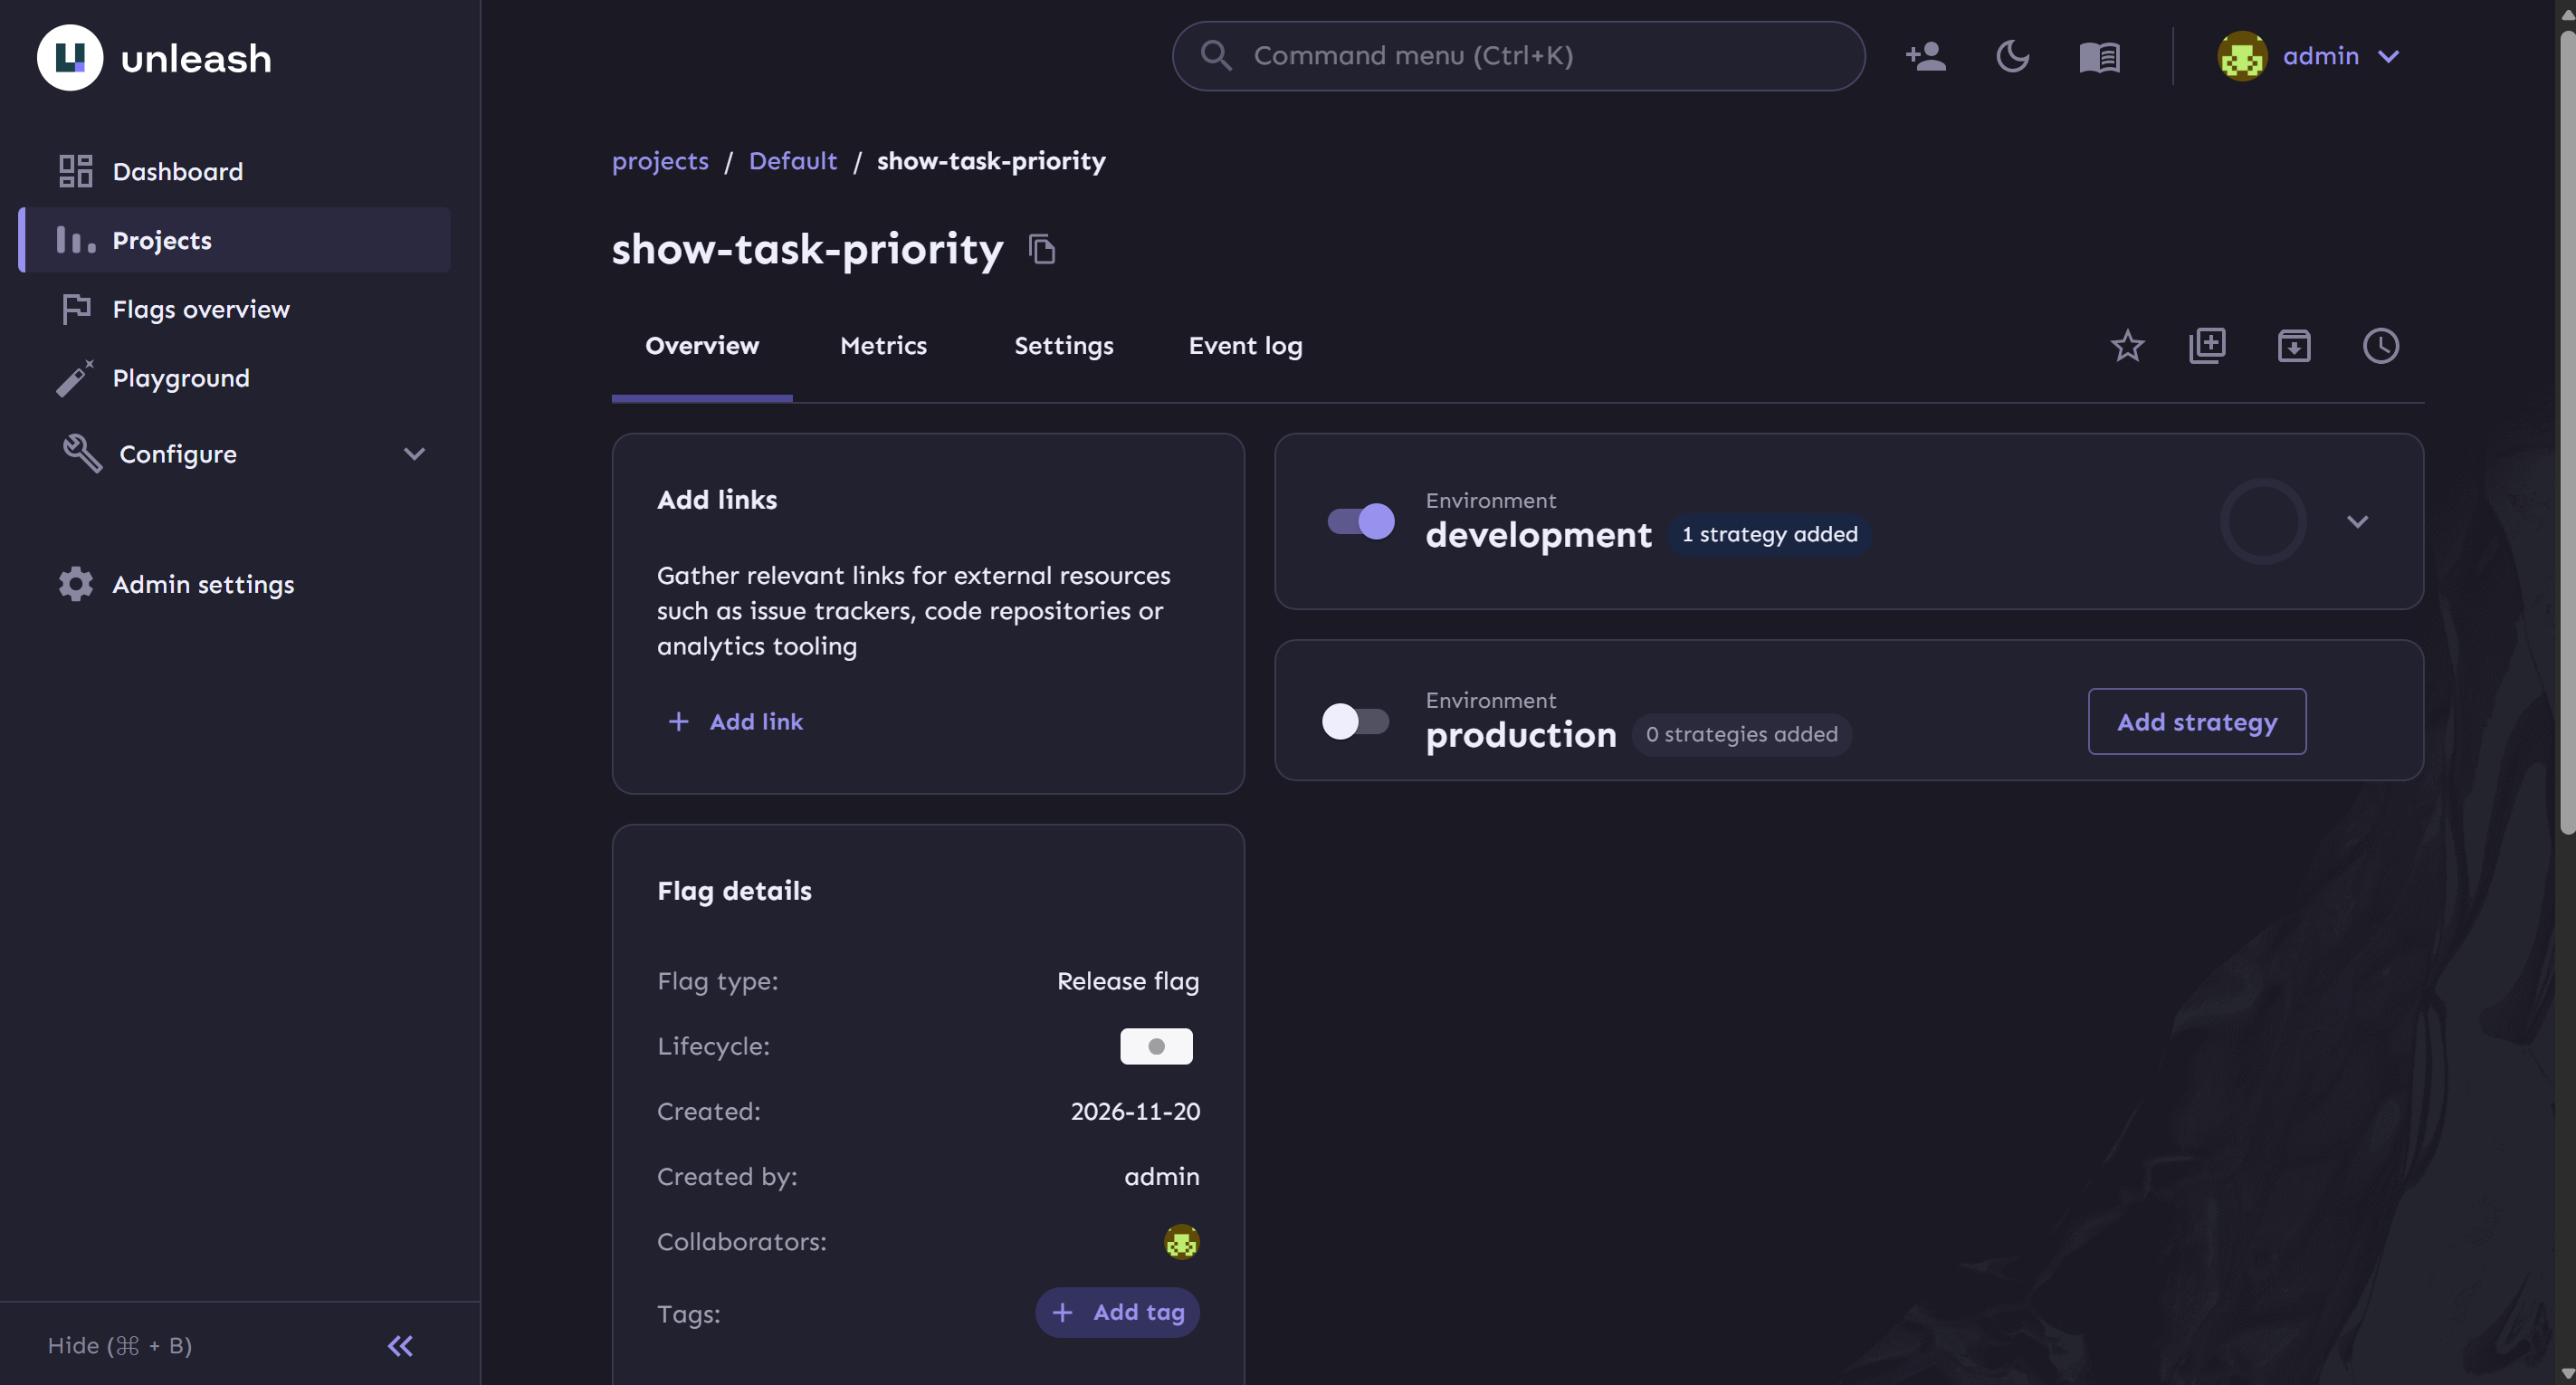 unleash
Command menu (Ctrl+K)
admin
Dashboard
Projects
Flags overview
Playground
Configure
Admin settings
Hide (⌘ + B)
projects / Default / show-task-priority
show-task-priority
Overview
Metrics
Settings
Event log
Add links
Gather relevant links for external resources
such as issue trackers, code repositories or
analytics tooling
Add link
Flag details
Flag type: Release flag
Lifecycle:
Created: 2026-11-20
Created by: admin
Collaborators:
Tags: Add tag
Environment
development 1 strategy added
Environment
production 0 strategies added
Add strategy